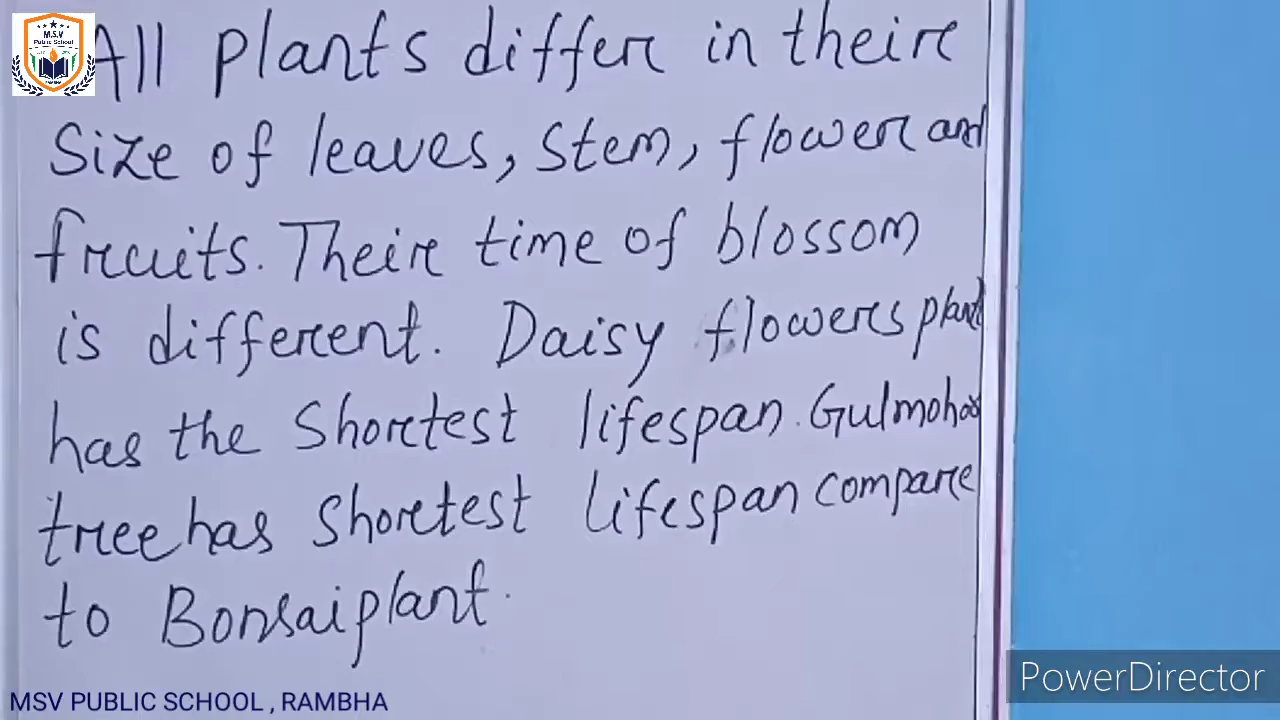 M.S.V
Public School
All plants differ in their
Size of leaves, Stem, flower and
fruits. Their time of blossom
is different. Daisy flowers plant
has the Shortest lifespan. Gulmohar
tree has Shortest lifespan compare
to Bonsai plant.
MSV PUBLIC SCHOOL , RAMBHA
PowerDirector